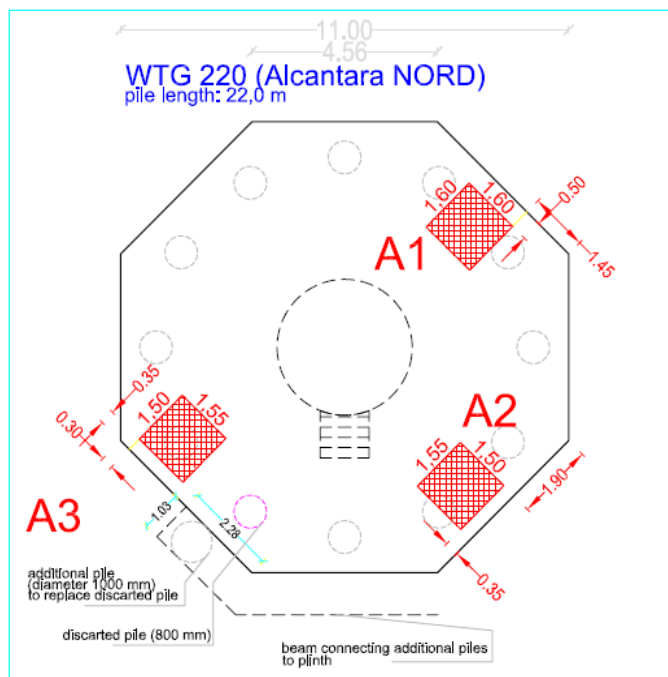 11.00
4.56
WTG 220 (Alcantara NORD)
pile length: 22,0 m
1.60
1.60
0.50
1.45
A1
0.35
1.50
1,55
0.30
A2
1,55
1,50
1.90
A3
1.03
2.28
0.35
additional pile
(diameter 1000 mm)
to replace discarted pile
discarted pile (800 mm)
beam connecting additional piles
to plinth